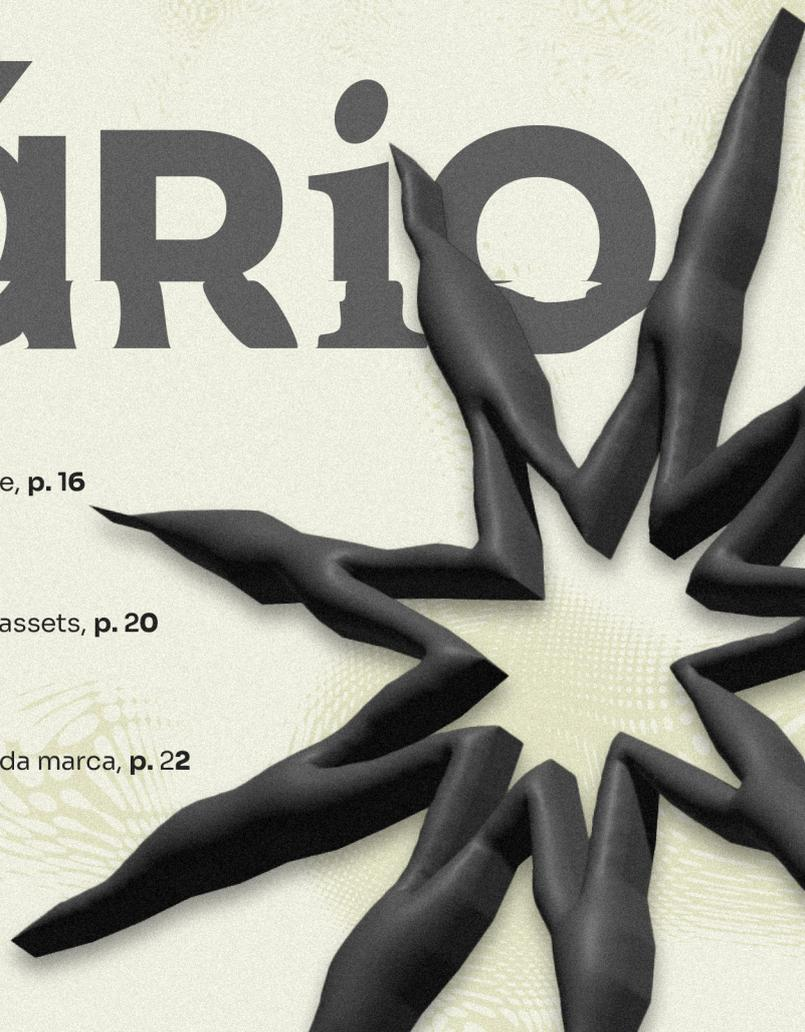 ário
e, p. 16
assets, p. 20
da marca, p. 22